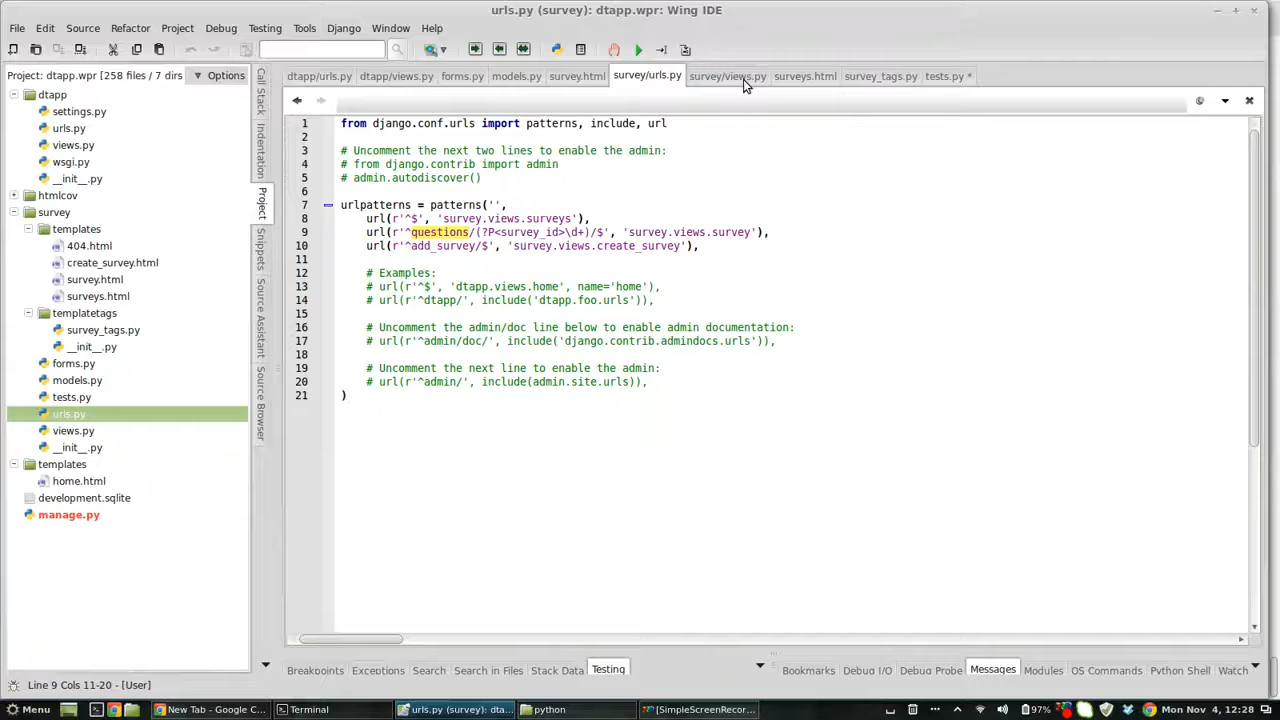 urls.py (survey): dtapp.wpr: Wing IDE
File Edit Source Refactor Project Debug Testing Tools Django Window Help
Project: dtapp.wpr [258 files / 7 dirs Options
dtapp/urls.py dtapp/views.py forms.py models.py survey.html survey/urls.py survey/views.py surveys.html survey_tags.py tests.py *
dtapp
settings.py
urls.py
views.py
wsgi.py
__init__.py
htmlcov
survey
templates
404.html
create_survey.html
survey.html
surveys.html
templatetags
survey_tags.py
__init__.py
forms.py
models.py
tests.py
urls.py
views.py
__init__.py
templates
home.html
development.sqlite
manage.py
Call Stack
Indentation
Project
Snippets
Source Assistant
Source Browser
1 from django.conf.urls import patterns, include, url
2
3 # Uncomment the next two lines to enable the admin:
4 # from django.contrib import admin
5 # admin.autodiscover()
6
7 urlpatterns = patterns('',
8 url(r'^$', 'survey.views.surveys'),
9 url(r'^questions/(?P<survey_id>\d+)/$', 'survey.views.survey'),
10 url(r'^add_survey/$', 'survey.views.create_survey'),
11
12 # Examples:
13 # url(r'^$', 'dtapp.views.home', name='home'),
14 # url(r'^dtapp/', include('dtapp.foo.urls')),
15
16 # Uncomment the admin/doc line below to enable admin documentation:
17 # url(r'^admin/doc/', include('django.contrib.admindocs.urls')),
18
19 # Uncomment the next line to enable the admin:
20 # url(r'^admin/', include(admin.site.urls)),
21 )
Breakpoints Exceptions Search Search in Files Stack Data Testing
Bookmarks Debug I/O Debug Probe Messages Modules OS Commands Python Shell Watch
Line 9 Cols 11-20 - [User]
Menu New Tab - Google C... Terminal urls.py (survey): dta... python [SimpleScreenRecor... 97% Mon Nov 4, 12:28